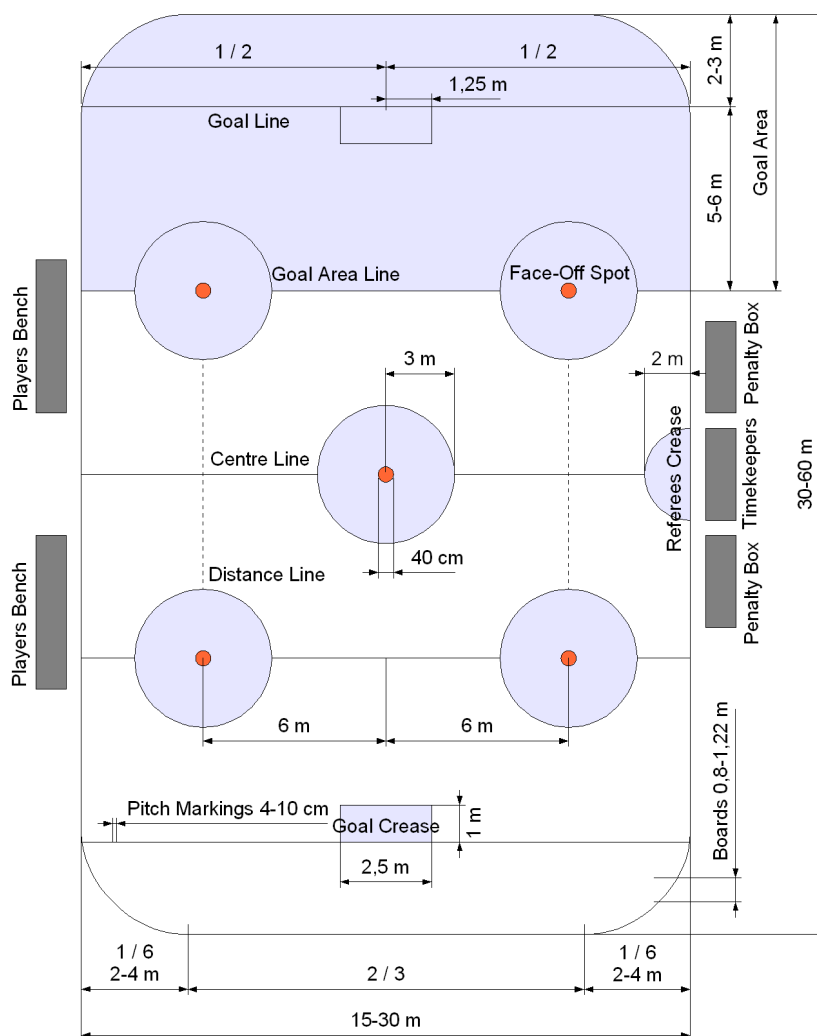 1 / 2
1 / 2
2-3 m
1,25 m
Goal Line
Goal Area
5-6 m
Goal Area Line
Face-Off Spot
Players Bench
3 m
2 m
Penalty Box
Centre Line
Referees Crease
Timekeepers
30-60 m
40 cm
Distance Line
Players Bench
Penalty Box
6 m
6 m
Boards 0,8-1,22 m
Pitch Markings 4-10 cm
Goal Crease
1 m
2,5 m
1 / 6
2-4 m
2 / 3
1 / 6
2-4 m
15-30 m